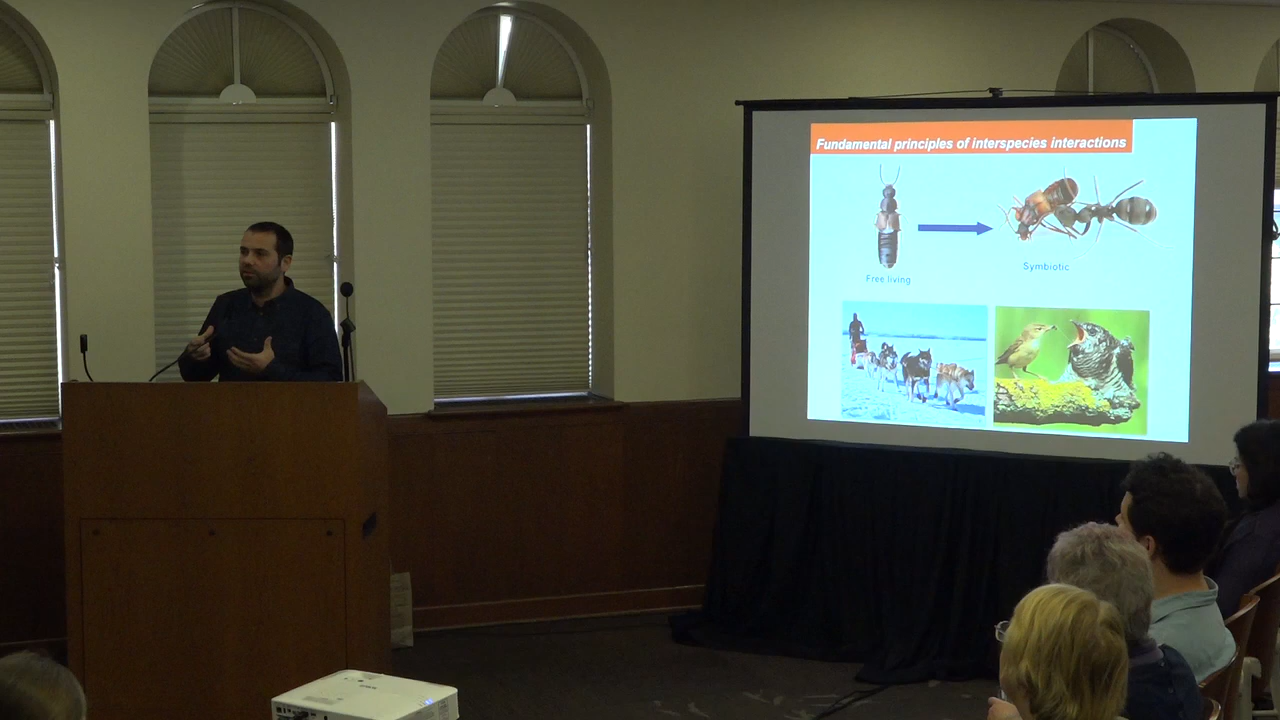 Fundamental principles of interspecies interactions
Free living
Symbiotic